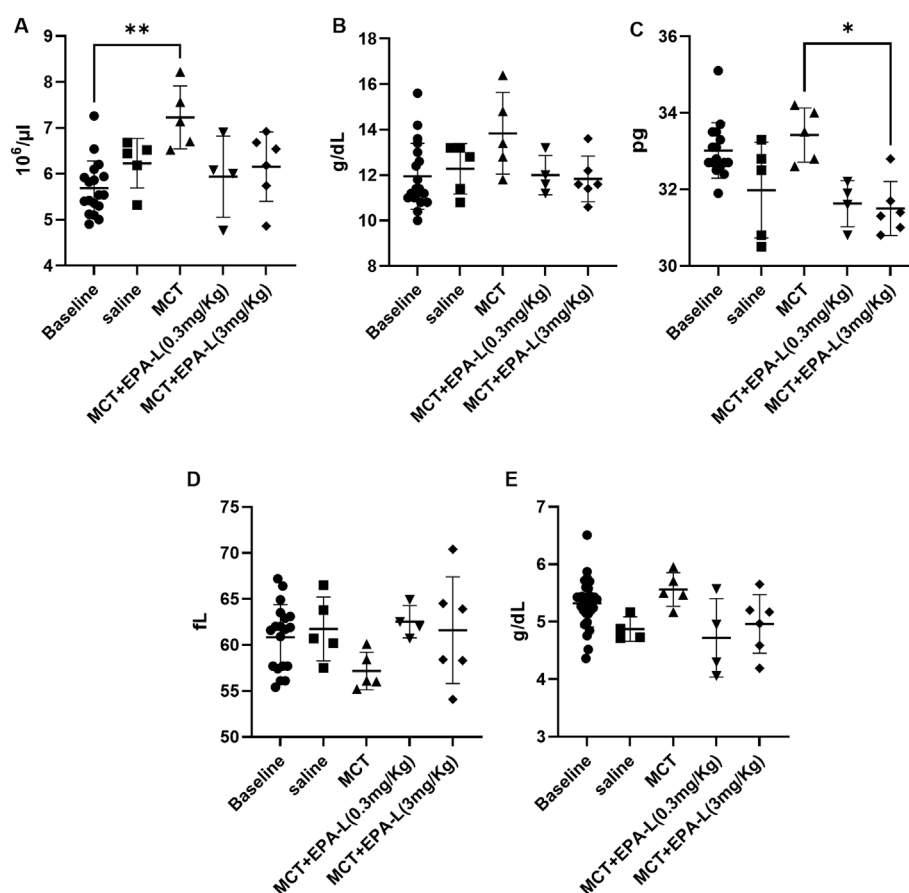 A
**
10⁶/µl
9
8
7
6
5
4
Baseline
saline
MCT
MCT+EPA-L(0.3mg/Kg)
MCT+EPA-L(3mg/Kg)
B
g/dL
18
16
14
12
10
8
Baseline
saline
MCT
MCT+EPA-L(0.3mg/Kg)
MCT+EPA-L(3mg/Kg)
C
*
pg
36
34
32
30
Baseline
saline
MCT
MCT+EPA-L(0.3mg/Kg)
MCT+EPA-L(3mg/Kg)
D
fL
75
70
65
60
55
50
Baseline
saline
MCT
MCT+EPA-L(0.3mg/Kg)
MCT+EPA-L(3mg/Kg)
E
g/dL
7
6
5
4
3
Baseline
saline
MCT
MCT+EPA-L(0.3mg/Kg)
MCT+EPA-L(3mg/Kg)